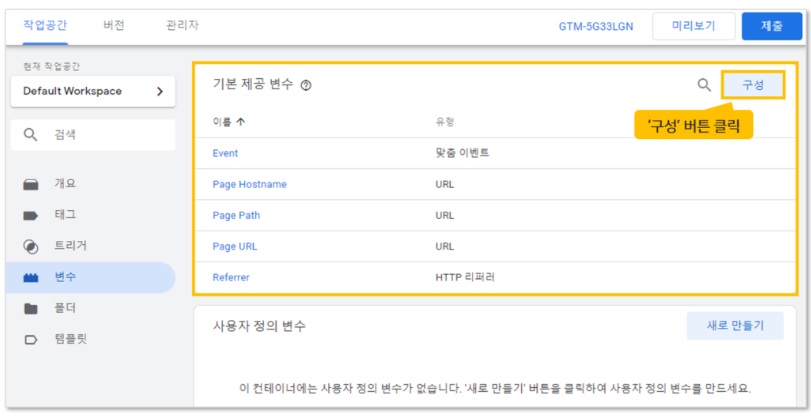 작업공간 버전 관리자 GTM-5G33LGN 미리보기 제출
현재 작업공간
Default Workspace
검색
개요
태그
트리거
변수
폴더
템플릿
기본 제공 변수 구성
'구성' 버튼 클릭
이름 유형
Event 맞춤 이벤트
Page Hostname URL
Page Path URL
Page URL URL
Referrer HTTP 리퍼러
사용자 정의 변수 새로 만들기
이 컨테이너에는 사용자 정의 변수가 없습니다. '새로 만들기' 버튼을 클릭하여 사용자 정의 변수를 만드세요.